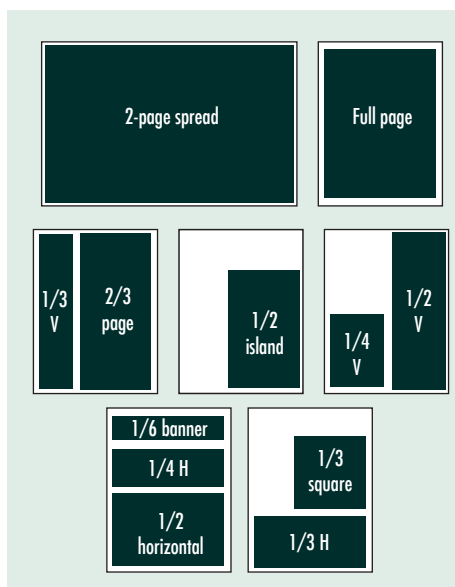 2-page spread
Full page
1/3
V
2/3
page
1/2
island
1/4
V
1/2
V
1/6 banner
1/4 H
1/2
horizontal
1/3
square
1/3 H